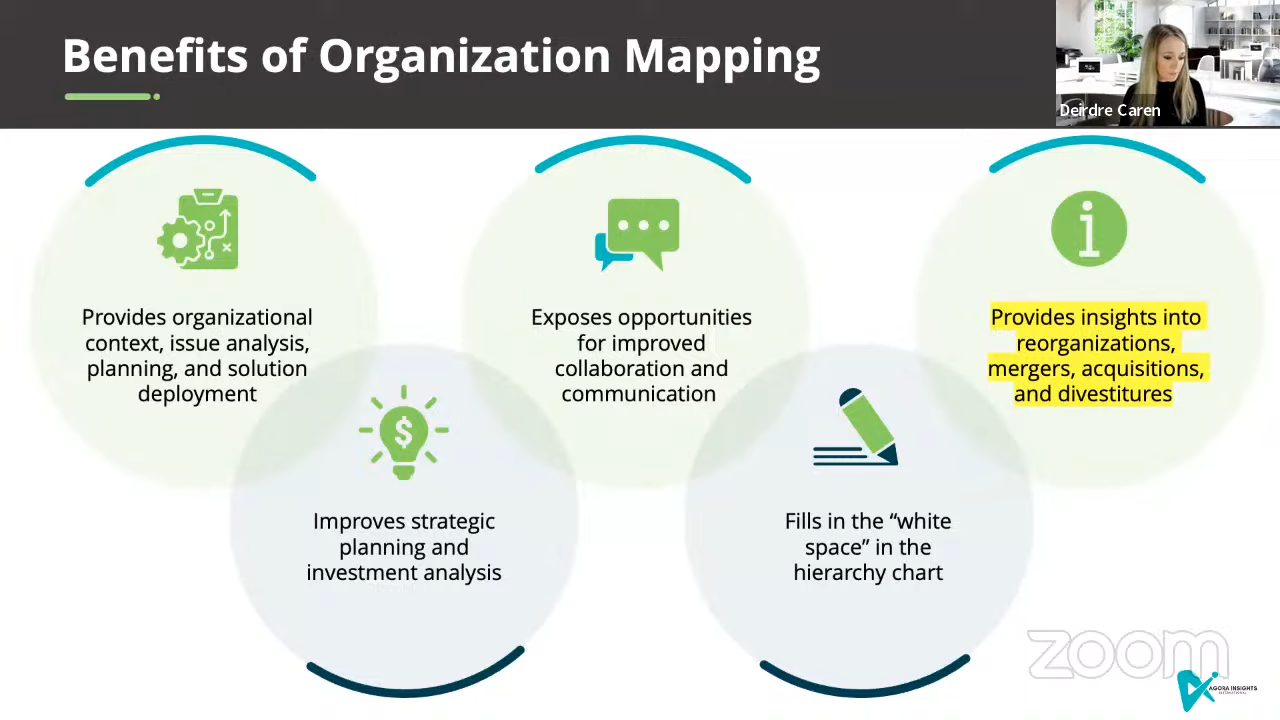 Benefits of Organization Mapping
Deirdre Caren
Provides organizational
context, issue analysis,
planning, and solution
deployment
Exposes opportunities
for improved
collaboration and
communication
Provides insights into
reorganizations,
mergers, acquisitions,
and divestitures
Improves strategic
planning and
investment analysis
Fills in the “white
space” in the
hierarchy chart
zoom
AGORA INSIGHTS
INTERNATIONAL